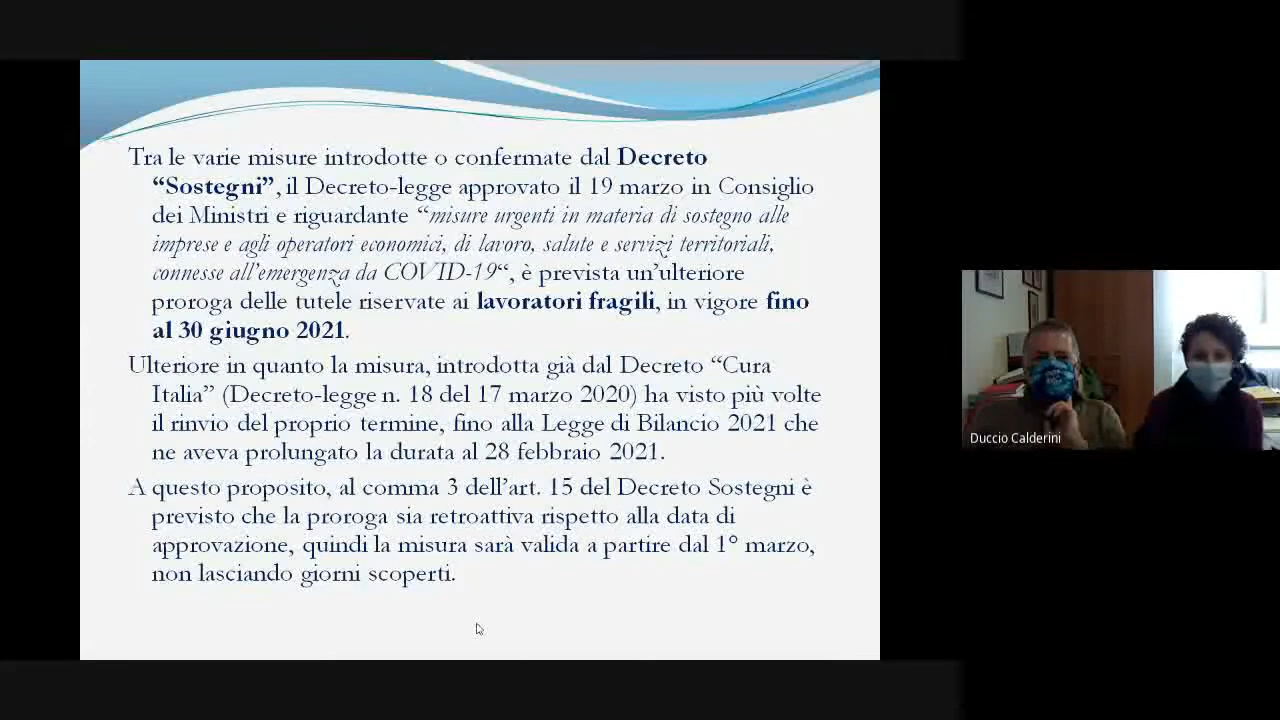 Tra le varie misure introdotte o confermate dal Decreto
“Sostegni”, il Decreto-legge approvato il 19 marzo in Consiglio
dei Ministri e riguardante “misure urgenti in materia di sostegno alle
imprese e agli operatori economici, di lavoro, salute e servizi territoriali,
connesse all’emergenza da COVID-19“, è prevista un’ulteriore
proroga delle tutele riservate ai lavoratori fragili, in vigore fino
al 30 giugno 2021.
Ulteriore in quanto la misura, introdotta già dal Decreto “Cura
Italia” (Decreto-legge n. 18 del 17 marzo 2020) ha visto più volte
il rinvio del proprio termine, fino alla Legge di Bilancio 2021 che
ne aveva prolungato la durata al 28 febbraio 2021.
A questo proposito, al comma 3 dell’art. 15 del Decreto Sostegni è
previsto che la proroga sia retroattiva rispetto alla data di
approvazione, quindi la misura sarà valida a partire dal 1° marzo,
non lasciando giorni scoperti.
Duccio Calderini